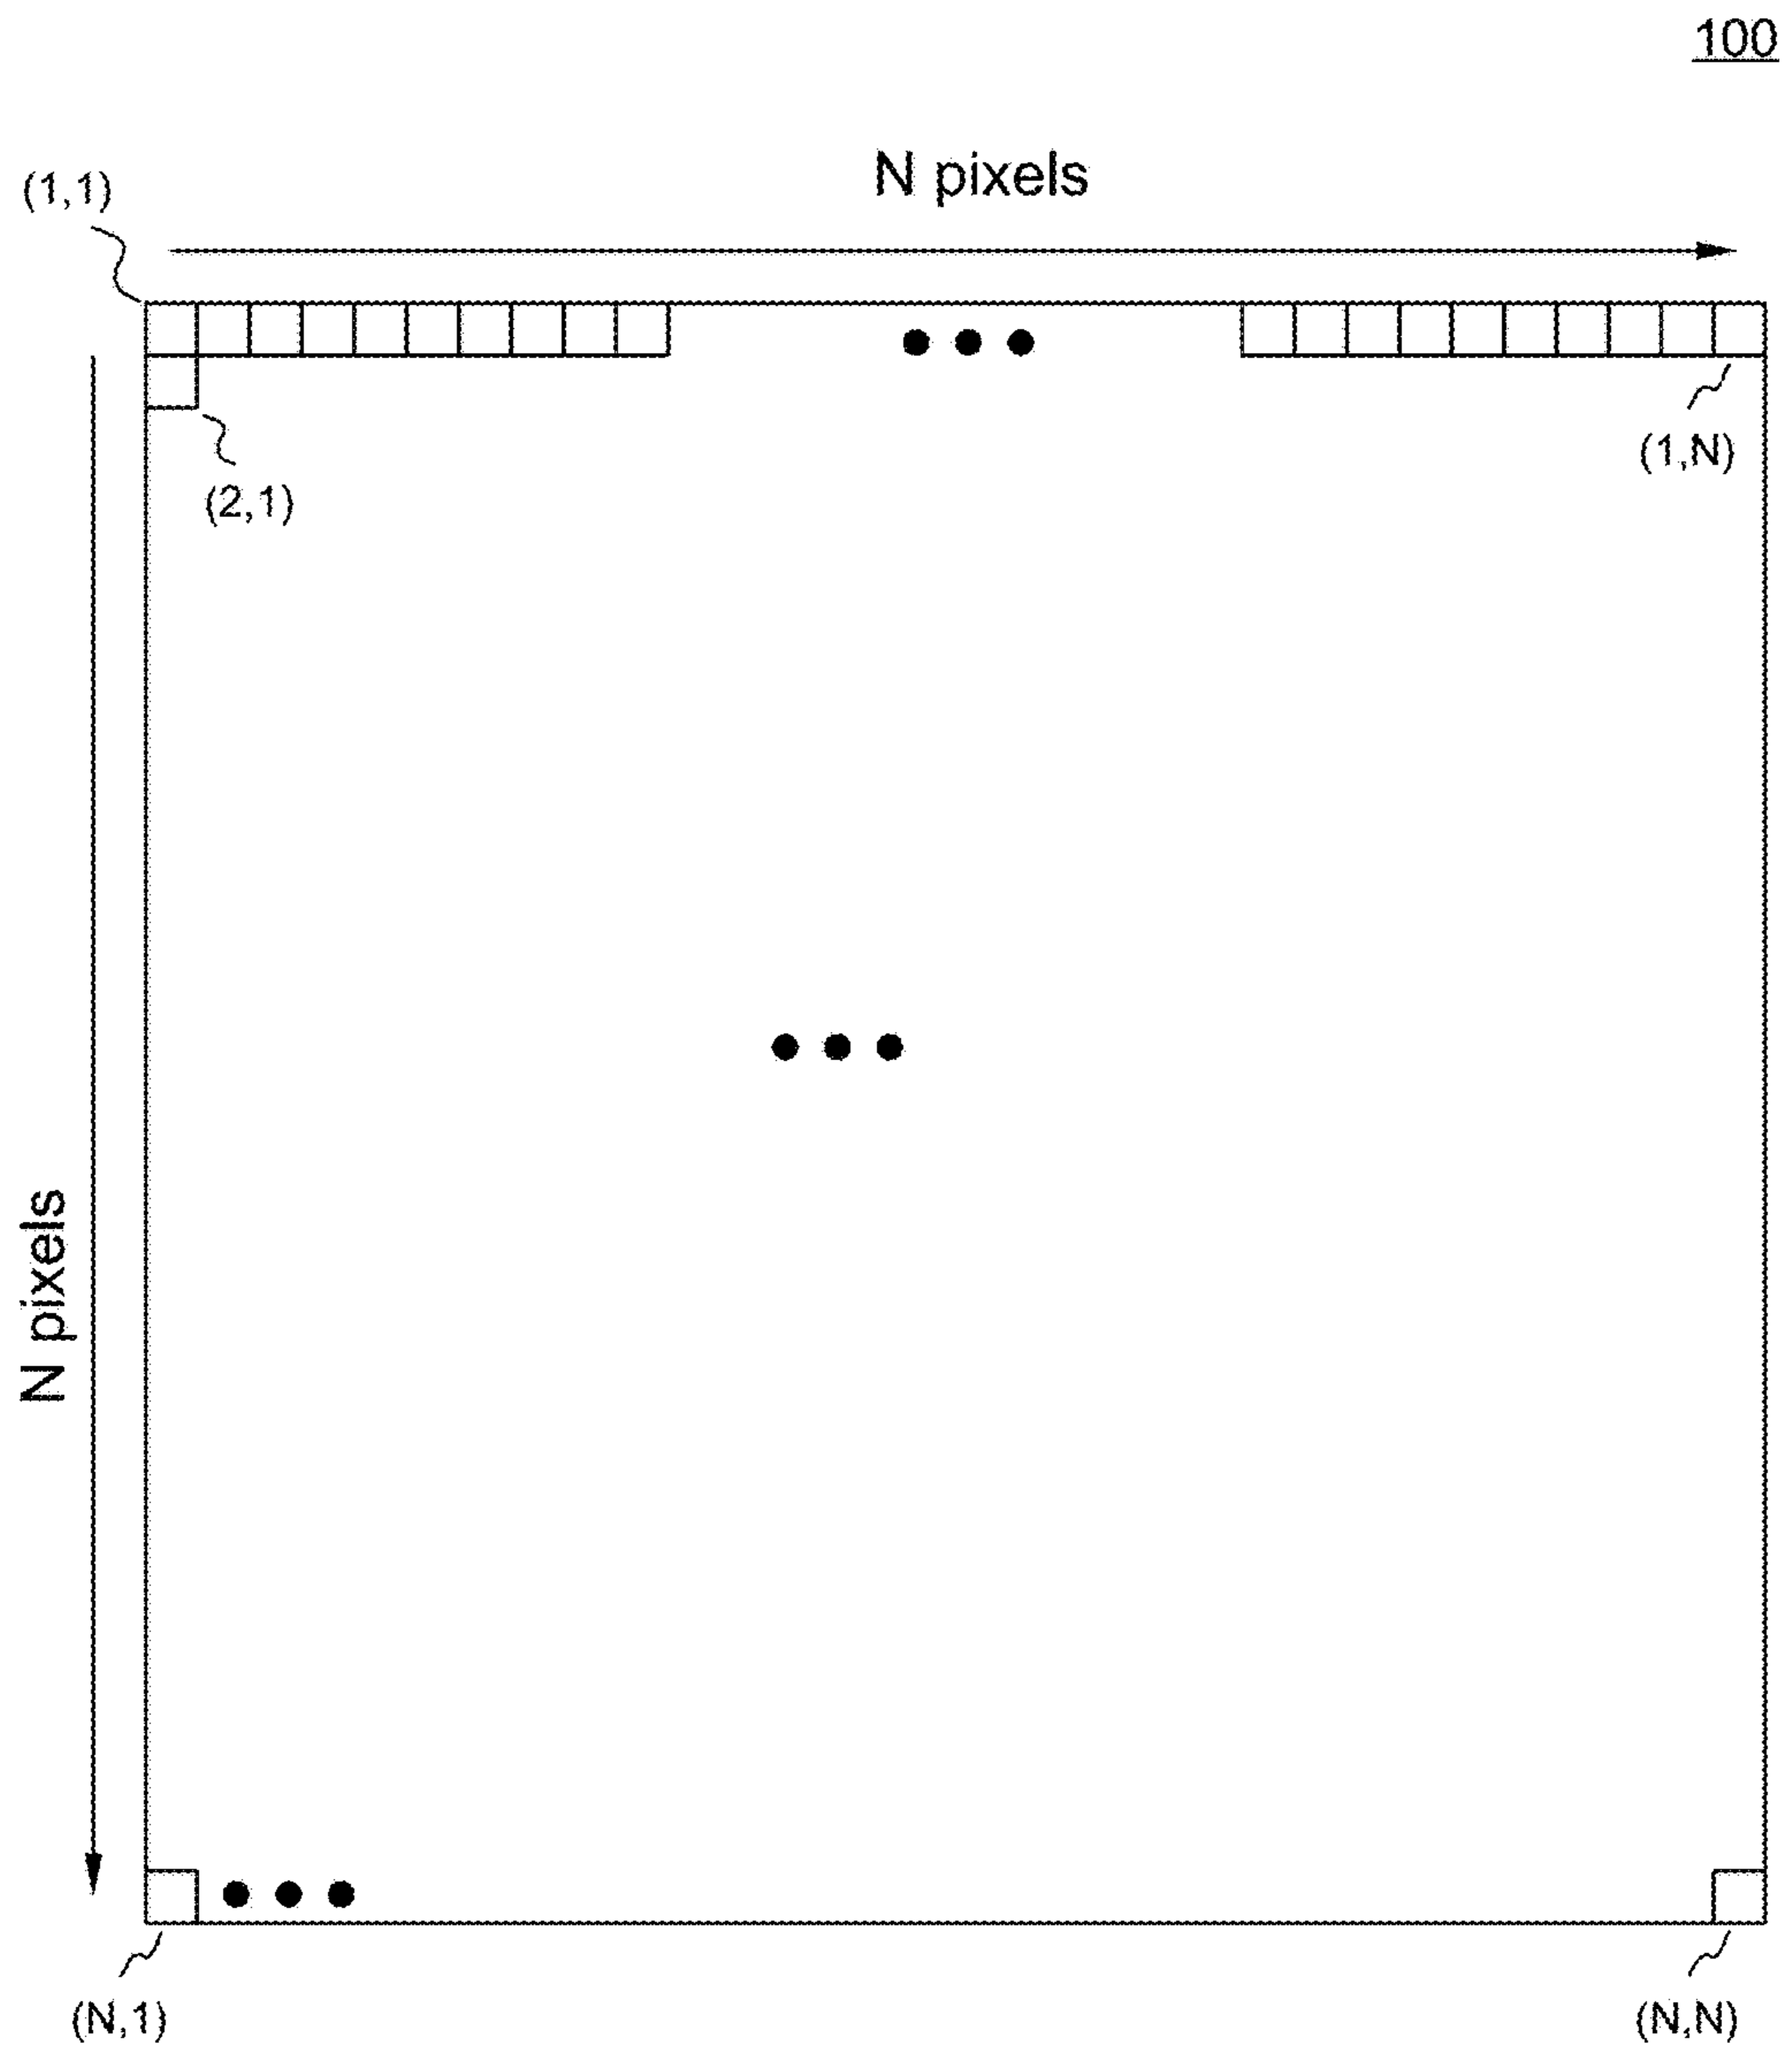 100
N pixels
(1,1)
(1,N)
(2,1)
N pixels
(N,1)
(N,N)